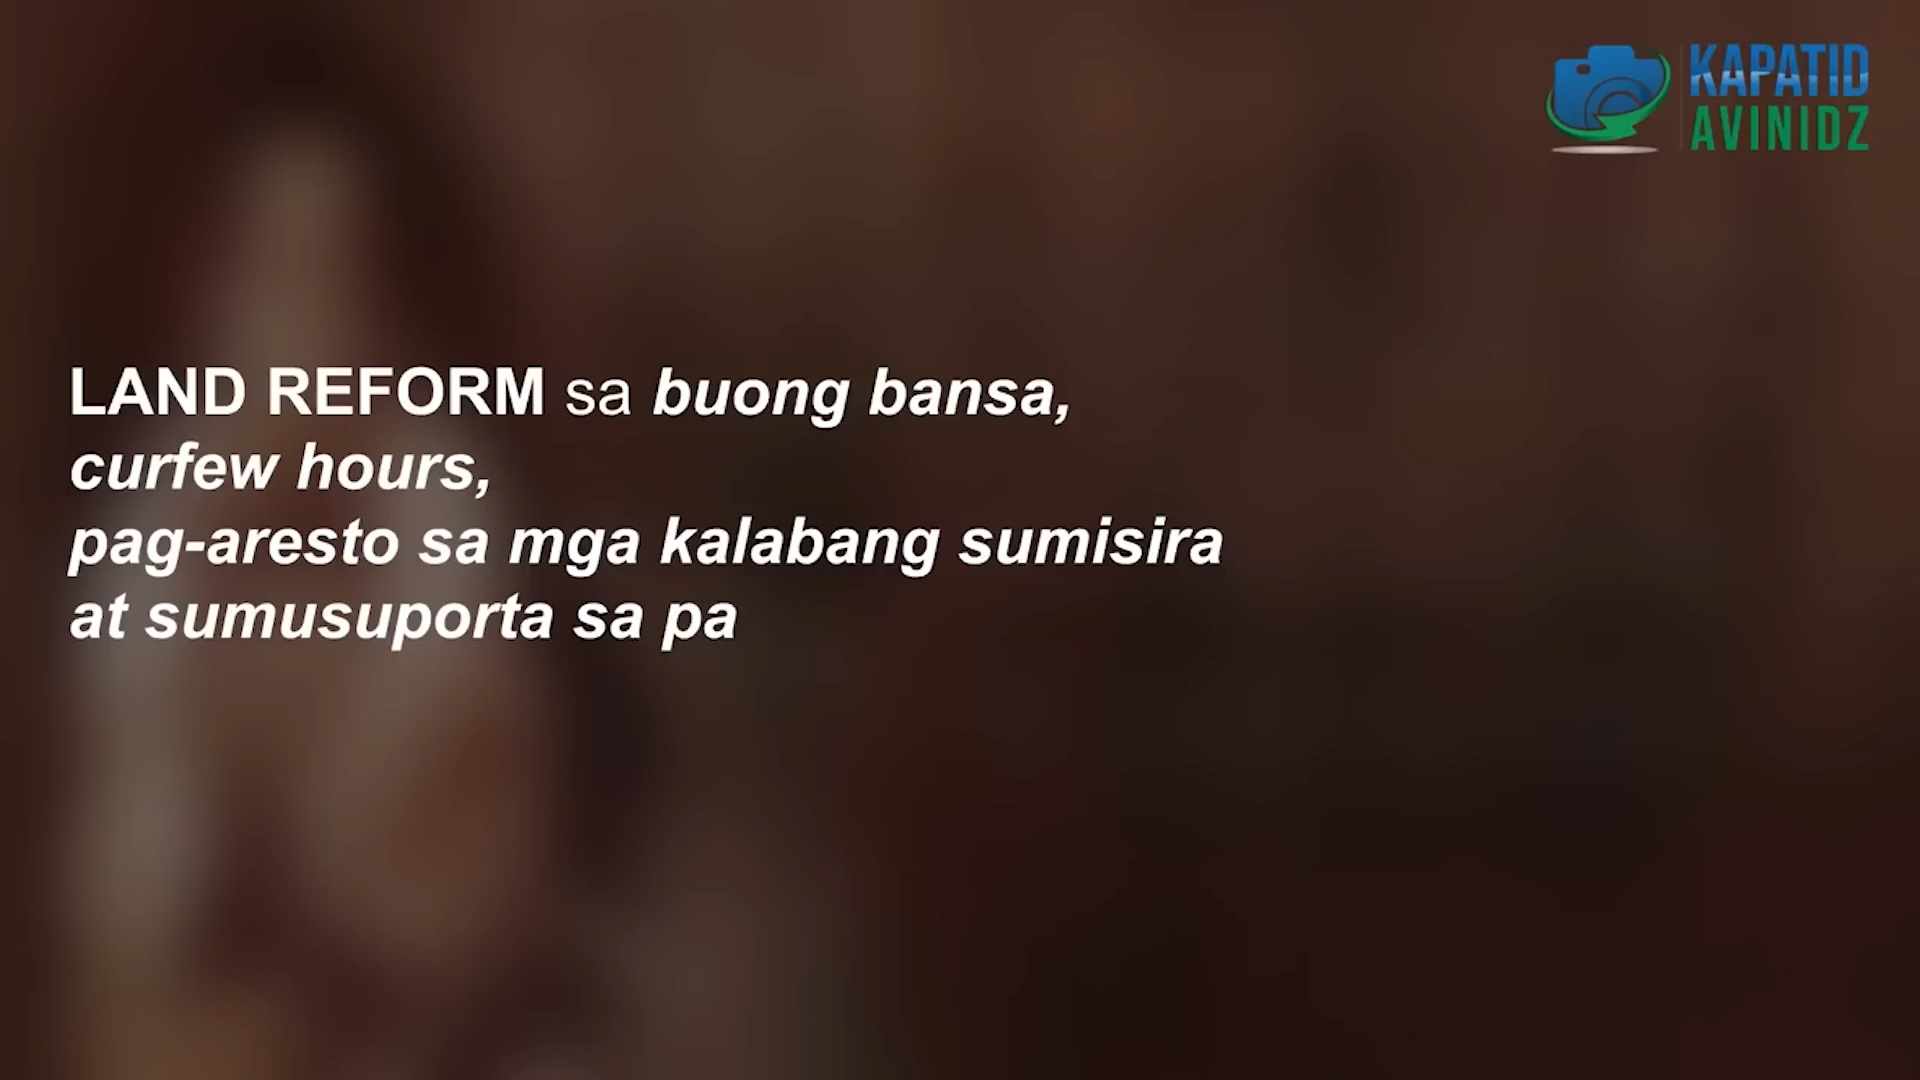 KAPATID
AVINIDZ
LAND REFORM sa buong bansa,
curfew hours,
pag-aresto sa mga kalabang sumisira
at sumusuporta sa pa